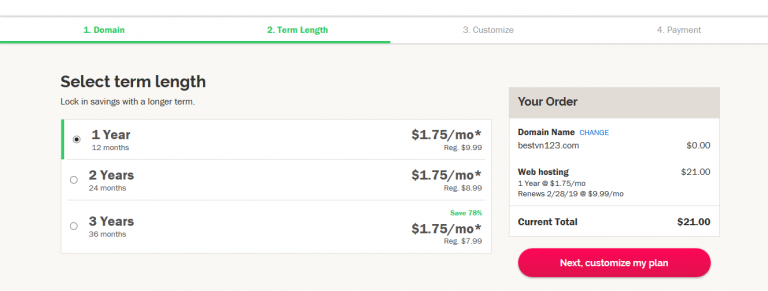 1. Domain
2. Term Length
3. Customize
4. Payment
Select term length
Lock in savings with a longer term.
1 Year
12 months
$1.75/mo*
Reg. $9.99
2 Years
24 months
$1.75/mo*
Reg. $8.99
3 Years
36 months
Save 78%
$1.75/mo*
Reg. $7.99
Your Order
Domain Name CHANGE
bestvn123.com $0.00
Web hosting $21.00
1 Year @ $1.75/mo
Renews 2/28/19 @ $9.99/mo
Current Total $21.00
Next, customize my plan